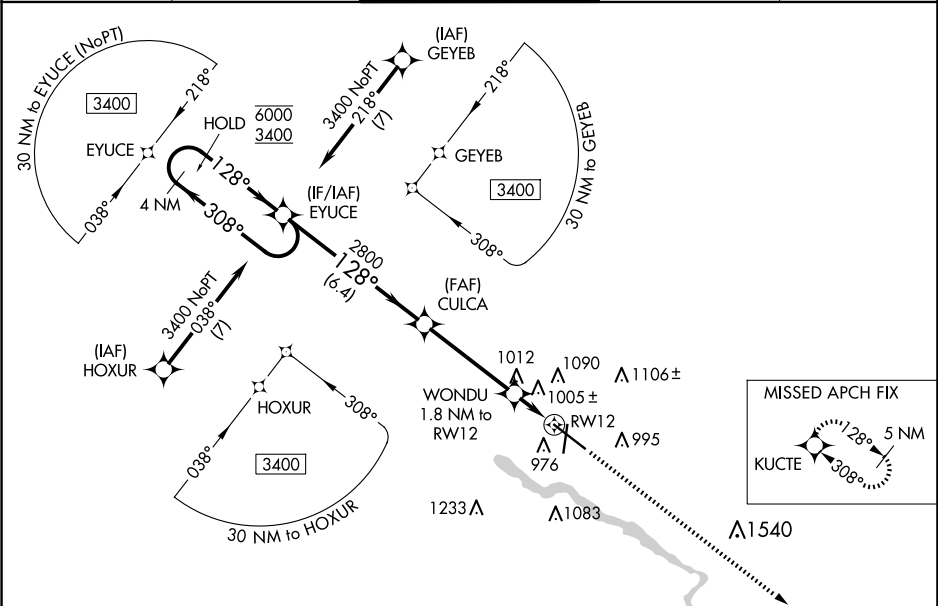 30 NM to EYUCE (NoPT)
3400
218°
EYUCE
038°
HOLD
6000
3400
128°
4 NM
308°
(IF/IAF)
EYUCE
(IAF)
GEYEB
3400 NoPT
218°
(7)
218°
GEYEB
3400
308°
30 NM to GEYEB
2800
128°
(6.4)
(FAF)
CULCA
3400 NoPT
038°
(7)
(IAF)
HOXUR
HOXUR
038°
308°
3400
30 NM to HOXUR
1012
1090
1106±
1005±
WONDU
1.8 NM to
RW12
RW12
995
976
1233
1083
1540
MISSED APCH FIX
128°
5 NM
KUCTE
308°